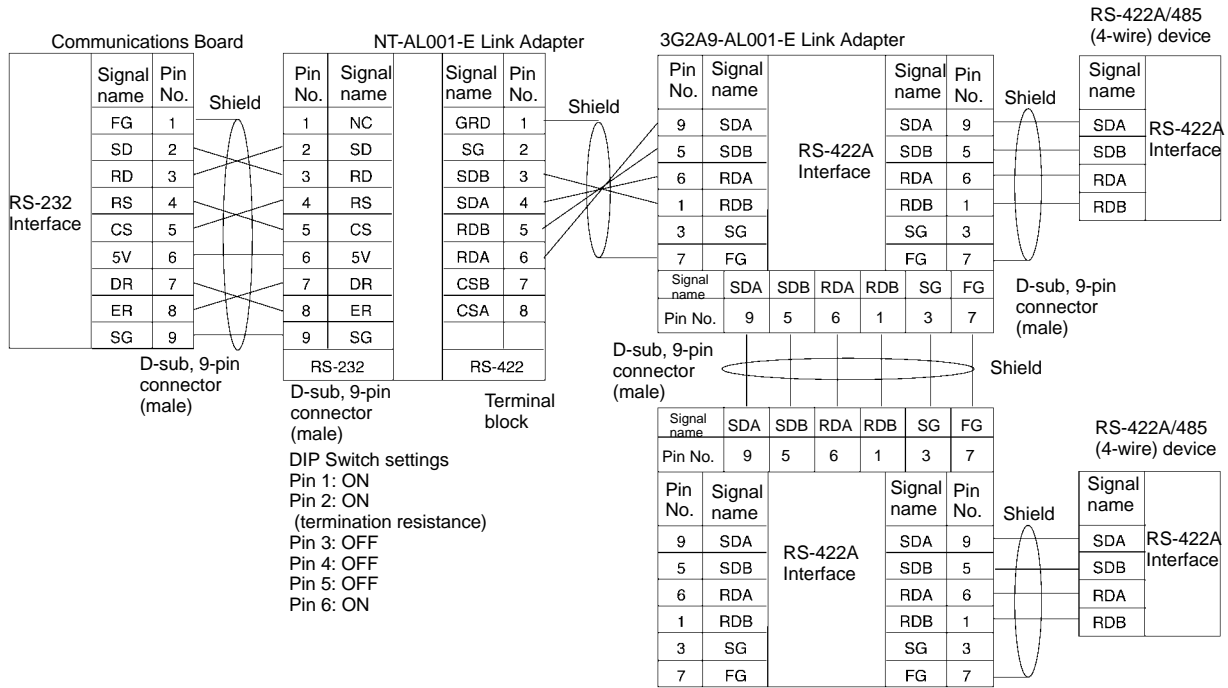 RS-422A/485
(4-wire) device
Communications Board
NT-AL001-E Link Adapter
3G2A9-AL001-E Link Adapter
RS-232
Interface
Signal name Pin No.
FG 1
SD 2
RD 3
RS 4
CS 5
5V 6
DR 7
ER 8
SG 9
Shield
D-sub, 9-pin
connector
(male)
Pin No. Signal name
1 NC
2 SD
3 RD
4 RS
5 CS
6 5V
7 DR
8 ER
9 SG
RS-232
Signal name Pin No.
GRD 1
SG 2
SDB 3
SDA 4
RDB 5
RDA 6
CSB 7
CSA 8
RS-422
D-sub, 9-pin
connector
(male)
Terminal
block
DIP Switch settings
Pin 1: ON
Pin 2: ON
(termination resistance)
Pin 3: OFF
Pin 4: OFF
Pin 5: OFF
Pin 6: ON
Shield
Pin No. Signal name
9 SDA
5 SDB
6 RDA
1 RDB
3 SG
7 FG
RS-422A
Interface
Signal name Pin No.
SDA 9
SDB 5
RDA 6
RDB 1
SG 3
FG 7
Signal name SDA SDB RDA RDB SG FG
Pin No. 9 5 6 1 3 7
Shield
Signal name
SDA
SDB
RDA
RDB
RS-422A
Interface
D-sub, 9-pin
connector
(male)
D-sub, 9-pin
connector
(male)
Shield
Signal name SDA SDB RDA RDB SG FG
Pin No. 9 5 6 1 3 7
Pin No. Signal name
9 SDA
5 SDB
6 RDA
1 RDB
3 SG
7 FG
RS-422A
Interface
Signal name Pin No.
SDA 9
SDB 5
RDA 6
RDB 1
SG 3
FG 7
Shield
RS-422A/485
(4-wire) device
Signal name
SDA
SDB
RDA
RDB
RS-422A
Interface